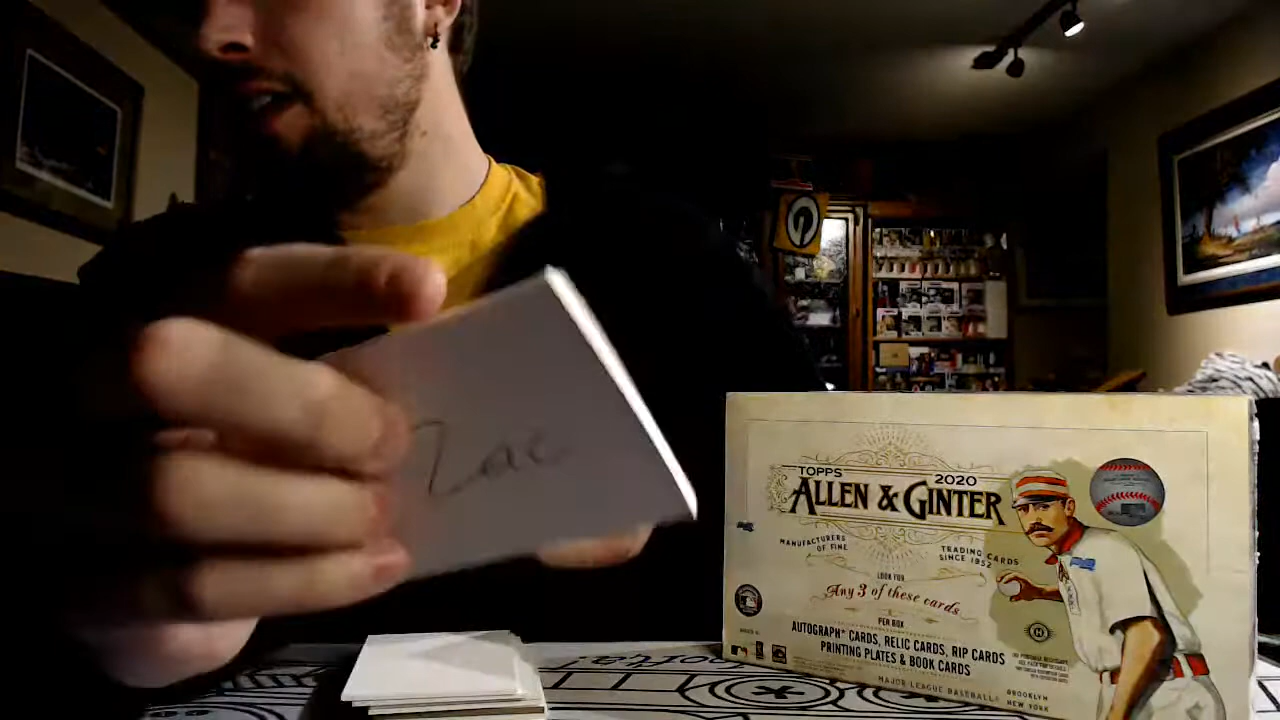 Zac
TOPPS 2020
ALLEN & GINTER
MANUFACTURERS
OF FINE
TRADING CARDS
SINCE 1952
LOOK FOR
Any 3 of these cards
PER BOX
AUTOGRAPH* CARDS, RELIC CARDS, RIP CARDS
PRINTING PLATES & BOOK CARDS
MAJOR LEAGUE BASEBALL®
BROOKLYN
NEW YORK